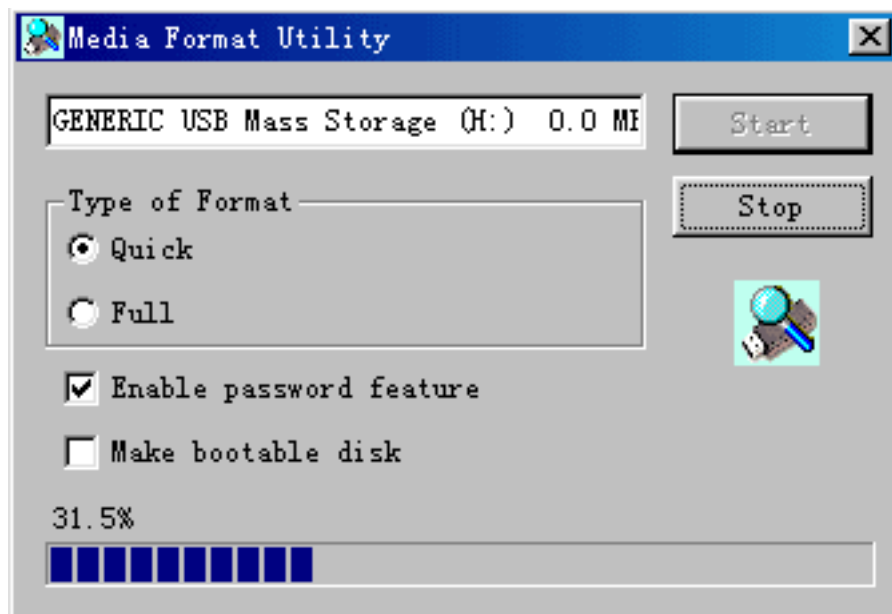 Media Format Utility
GENERIC USB Mass Storage (H:) 0.0 MB
Start
Type of Format
Stop
Quick
Full
Enable password feature
Make bootable disk
31.5%